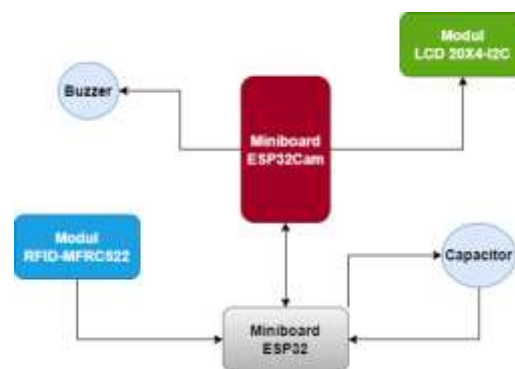 Modul
LCD 20X4-I2C
Buzzer
Miniboard
ESP32Cam
Modul
RFID-MFRC522
Capacitor
Miniboard
ESP32